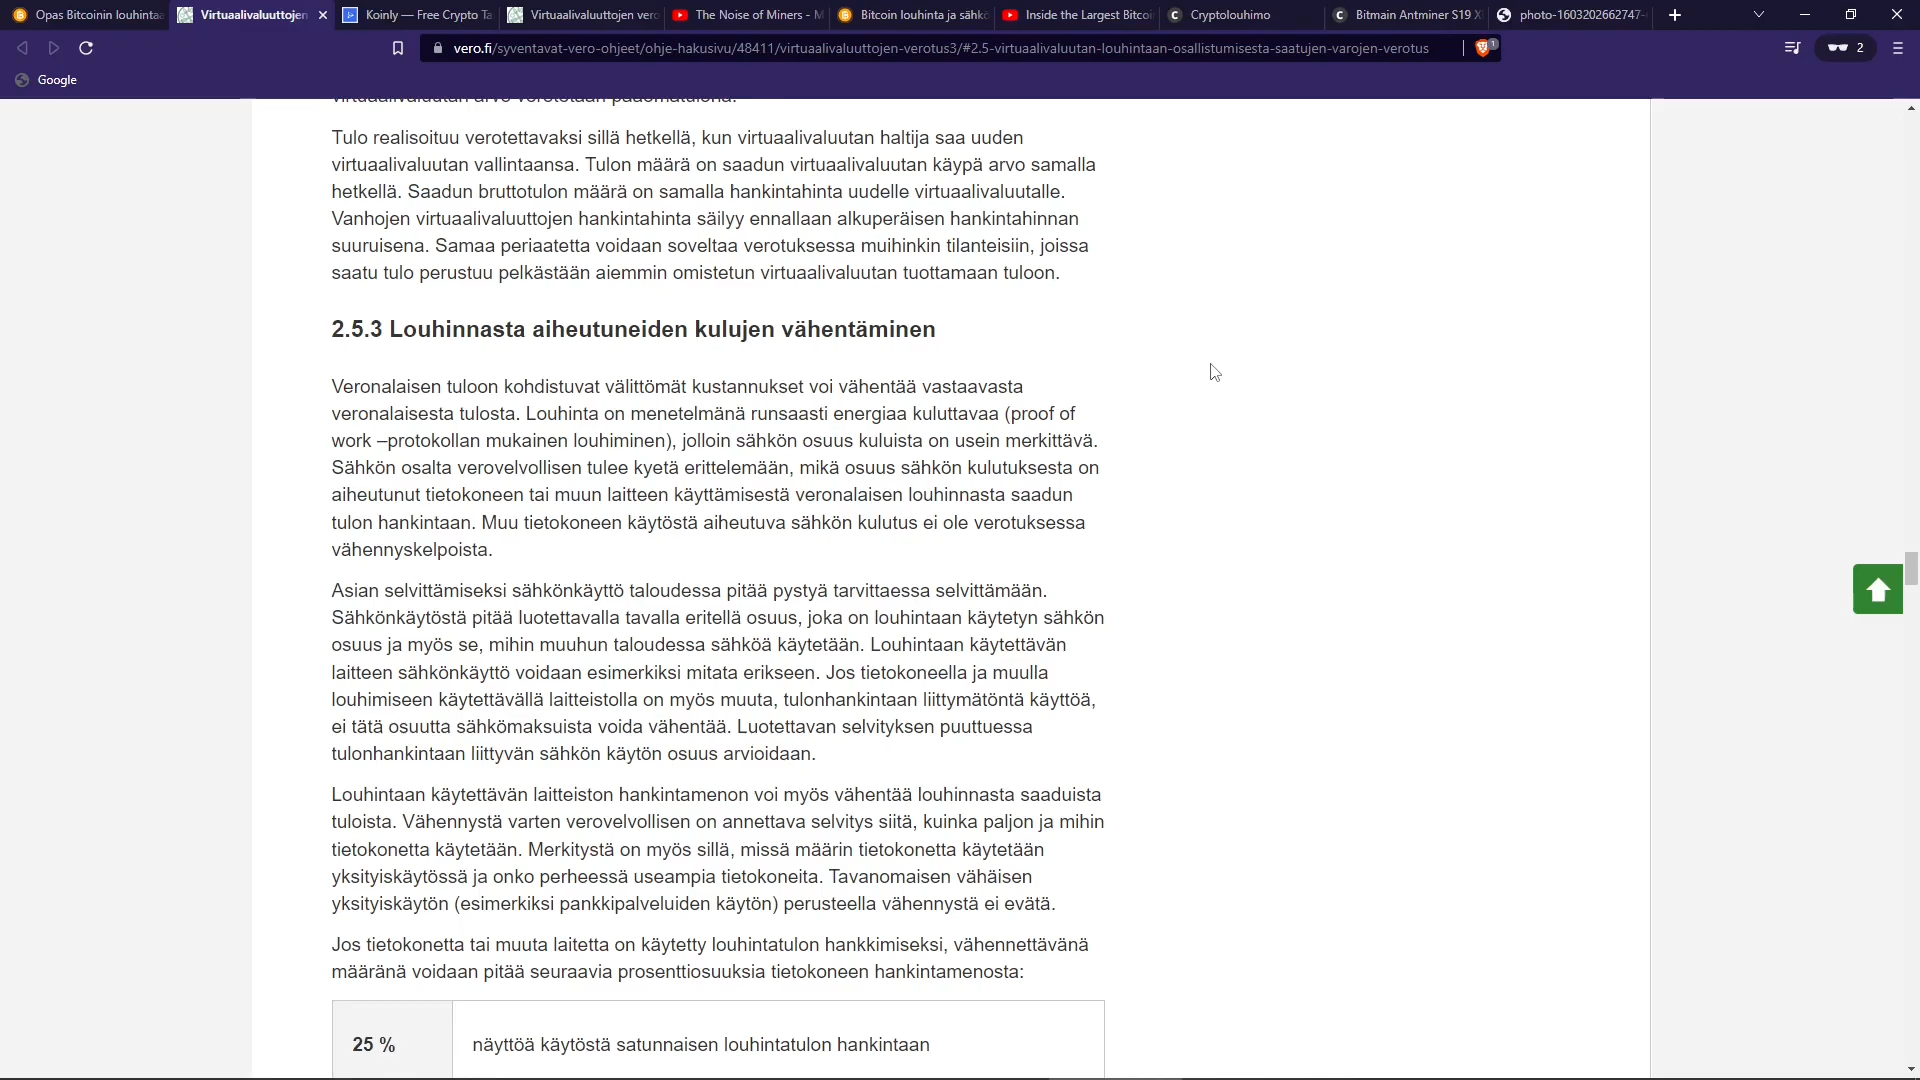 Opas Bitcoinin louhintaa
Virtuaalivaluuttojen
Koinly — Free Crypto Ta
Virtuaalivaluuttojen vero
The Noise of Miners - M
Bitcoin louhinta ja sähkö
Inside the Largest Bitcoi
Cryptolouhimo
Bitmain Antminer S19 X
photo-1603202662747-
vero.fi/syventavat-vero-ohjeet/ohje-hakusivu/48411/virtuaalivaluuttojen-verotus3/#2.5-virtuaalivaluutan-louhintaan-osallistumisesta-saatujen-varojen-verotus
1
2
Google
virtuaalivaluutan arvo verotetaan pääomatulona.
Tulo realisoituu verotettavaksi sillä hetkellä, kun virtuaalivaluutan haltija saa uuden
virtuaalivaluutan vallintaansa. Tulon määrä on saadun virtuaalivaluutan käypä arvo samalla
hetkellä. Saadun bruttotulon määrä on samalla hankintahinta uudelle virtuaalivaluutalle.
Vanhojen virtuaalivaluuttojen hankintahinta säilyy ennallaan alkuperäisen hankintahinnan
suuruisena. Samaa periaatetta voidaan soveltaa verotuksessa muihinkin tilanteisiin, joissa
saatu tulo perustuu pelkästään aiemmin omistetun virtuaalivaluutan tuottamaan tuloon.
2.5.3 Louhinnasta aiheutuneiden kulujen vähentäminen
Veronalaisen tuloon kohdistuvat välittömät kustannukset voi vähentää vastaavasta
veronalaisesta tulosta. Louhinta on menetelmänä runsaasti energiaa kuluttavaa (proof of
work –protokollan mukainen louhiminen), jolloin sähkön osuus kuluista on usein merkittävä.
Sähkön osalta verovelvollisen tulee kyetä erittelemään, mikä osuus sähkön kulutuksesta on
aiheutunut tietokoneen tai muun laitteen käyttämisestä veronalaisen louhinnasta saadun
tulon hankintaan. Muu tietokoneen käytöstä aiheutuva sähkön kulutus ei ole verotuksessa
vähennyskelpoista.
Asian selvittämiseksi sähkönkäyttö taloudessa pitää pystyä tarvittaessa selvittämään.
Sähkönkäytöstä pitää luotettavalla tavalla eritellä osuus, joka on louhintaan käytetyn sähkön
osuus ja myös se, mihin muuhun taloudessa sähköä käytetään. Louhintaan käytettävän
laitteen sähkönkäyttö voidaan esimerkiksi mitata erikseen. Jos tietokoneella ja muulla
louhimiseen käytettävällä laitteistolla on myös muuta, tulonhankintaan liittymätöntä käyttöä,
ei tätä osuutta sähkömaksuista voida vähentää. Luotettavan selvityksen puuttuessa
tulonhankintaan liittyvän sähkön käytön osuus arvioidaan.
Louhintaan käytettävän laitteiston hankintamenon voi myös vähentää louhinnasta saaduista
tuloista. Vähennystä varten verovelvollisen on annettava selvitys siitä, kuinka paljon ja mihin
tietokonetta käytetään. Merkitystä on myös sillä, missä määrin tietokonetta käytetään
yksityiskäytössä ja onko perheessä useampia tietokoneita. Tavanomaisen vähäisen
yksityiskäytön (esimerkiksi pankkipalveluiden käytön) perusteella vähennystä ei evätä.
Jos tietokonetta tai muuta laitetta on käytetty louhintatulon hankkimiseksi, vähennettävänä
määränä voidaan pitää seuraavia prosenttiosuuksia tietokoneen hankintamenosta:
25 %
näyttöä käytöstä satunnaisen louhintatulon hankintaan